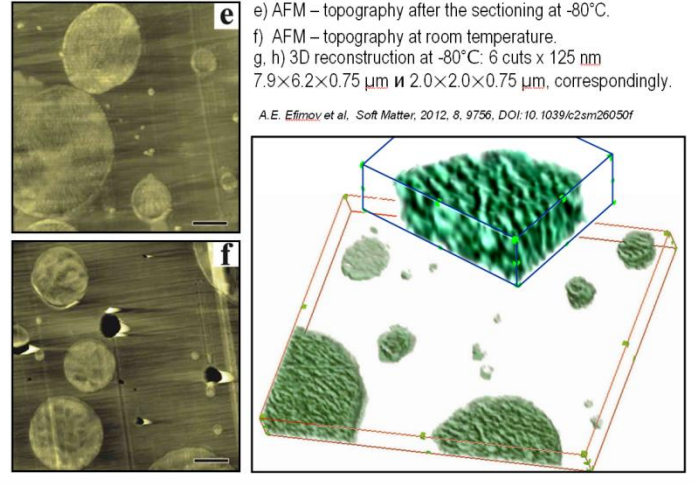 e
e) AFM – topography after the sectioning at -80°C.
f) AFM – topography at room temperature.
g, h) 3D reconstruction at -80°C: 6 cuts x 125 nm
7.9×6.2×0.75 μm и 2.0×2.0×0.75 μm, correspondingly.
A.E. Efimov et al, Soft Matter, 2012, 8, 9756, DOI:10.1039/c2sm26050f
f